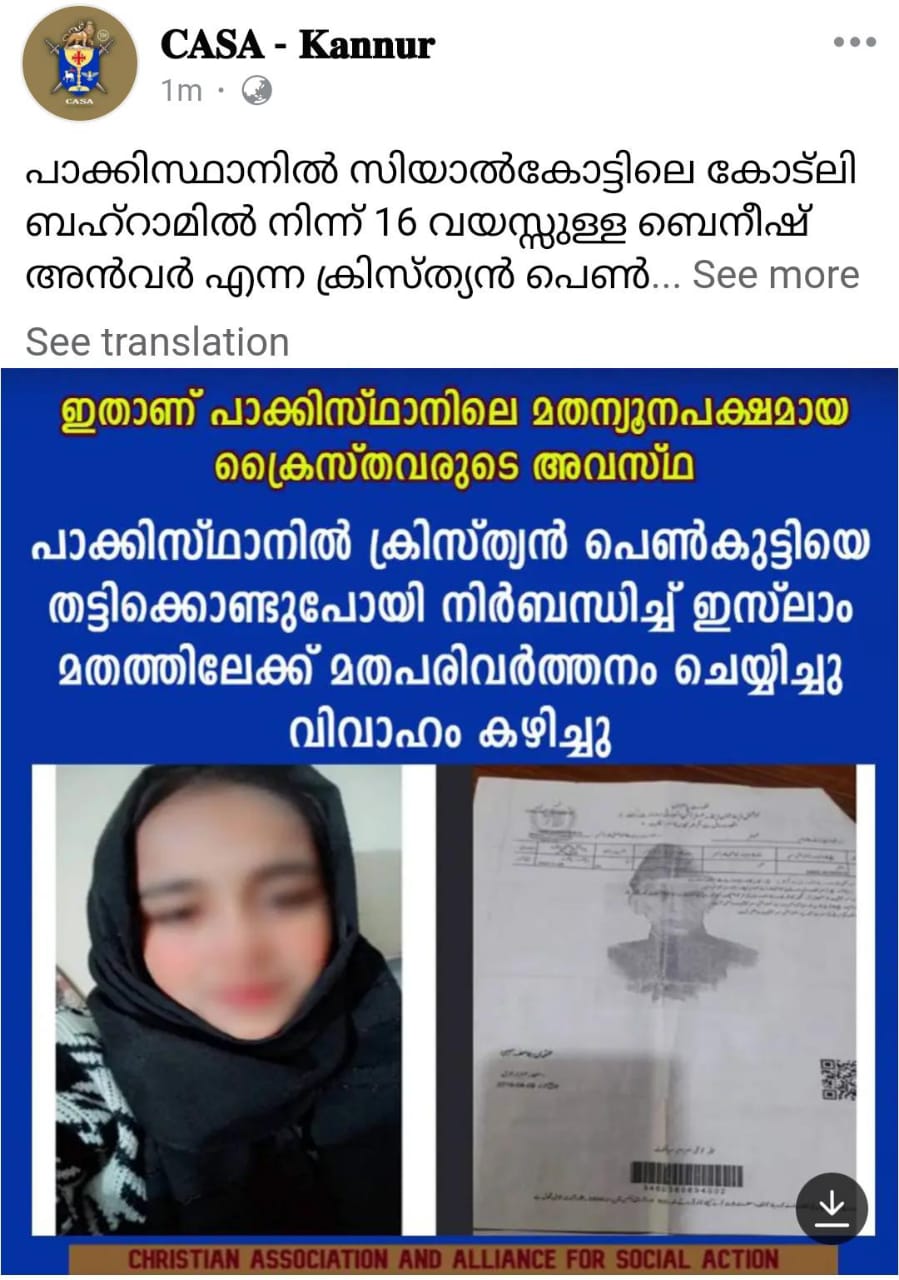 CASA - Kannur
1m ·
പാക്കിസ്ഥാനിൽ സിയാൽകോട്ടിലെ കോട്ലി
ബഹ്റാമിൽ നിന്ന് 16 വയസ്സുള്ള ബെനീഷ്
അൻവർ എന്ന ക്രിസ്ത്യൻ പെൺ... See more
See translation
ഇതാണ് പാക്കിസ്ഥാനിലെ മതന്യൂനപക്ഷമായ
ക്രൈസ്തവരുടെ അവസ്ഥ
പാക്കിസ്ഥാനിൽ ക്രിസ്ത്യൻ പെൺകുട്ടിയെ
തട്ടിക്കൊണ്ടുപോയി നിർബന്ധിച്ച് ഇസ്ലാം
മതത്തിലേക്ക് മതപരിവർത്തനം ചെയ്യിച്ചു
വിവാഹം കഴിച്ചു
CASA
CHRISTIAN ASSOCIATION AND ALLIANCE FOR SOCIAL ACTION